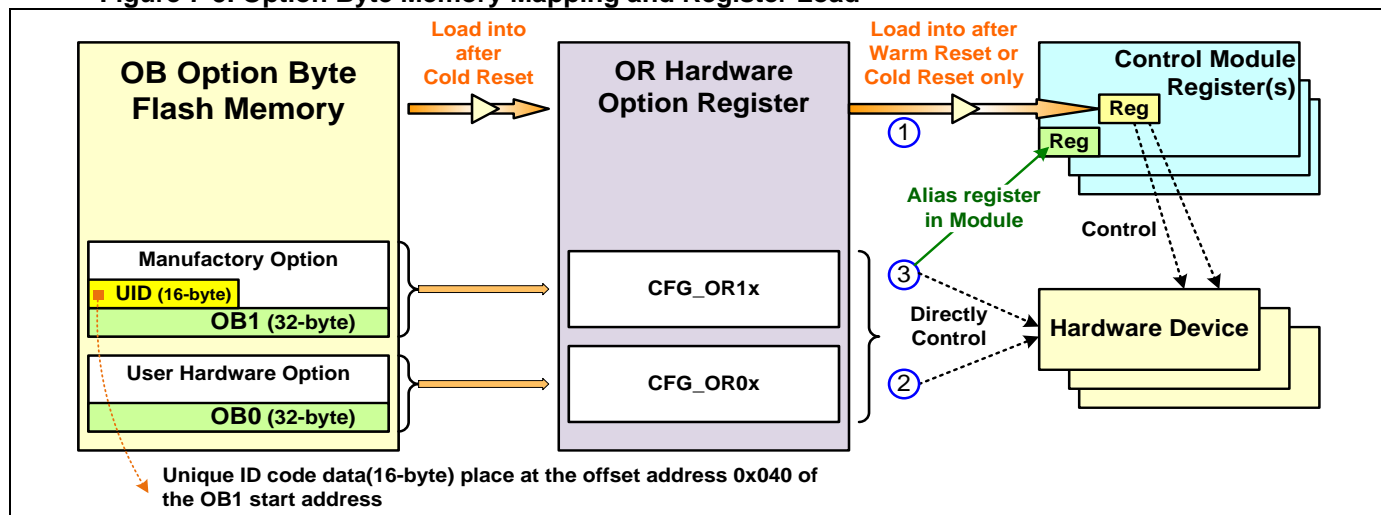 OB Option Byte
Flash Memory
Load into
after
Cold Reset
OR Hardware
Option Register
Load into after
Warm Reset or
Cold Reset only
Control Module
Register(s)
Reg
Reg
1
Alias register
in Module
Control
Manufactory Option
UID (16-byte)
OB1 (32-byte)
CFG_OR1x
3
Directly
Control
Hardware Device
User Hardware Option
OB0 (32-byte)
CFG_OR0x
2
Unique ID code data(16-byte) place at the offset address 0x040 of
the OB1 start address